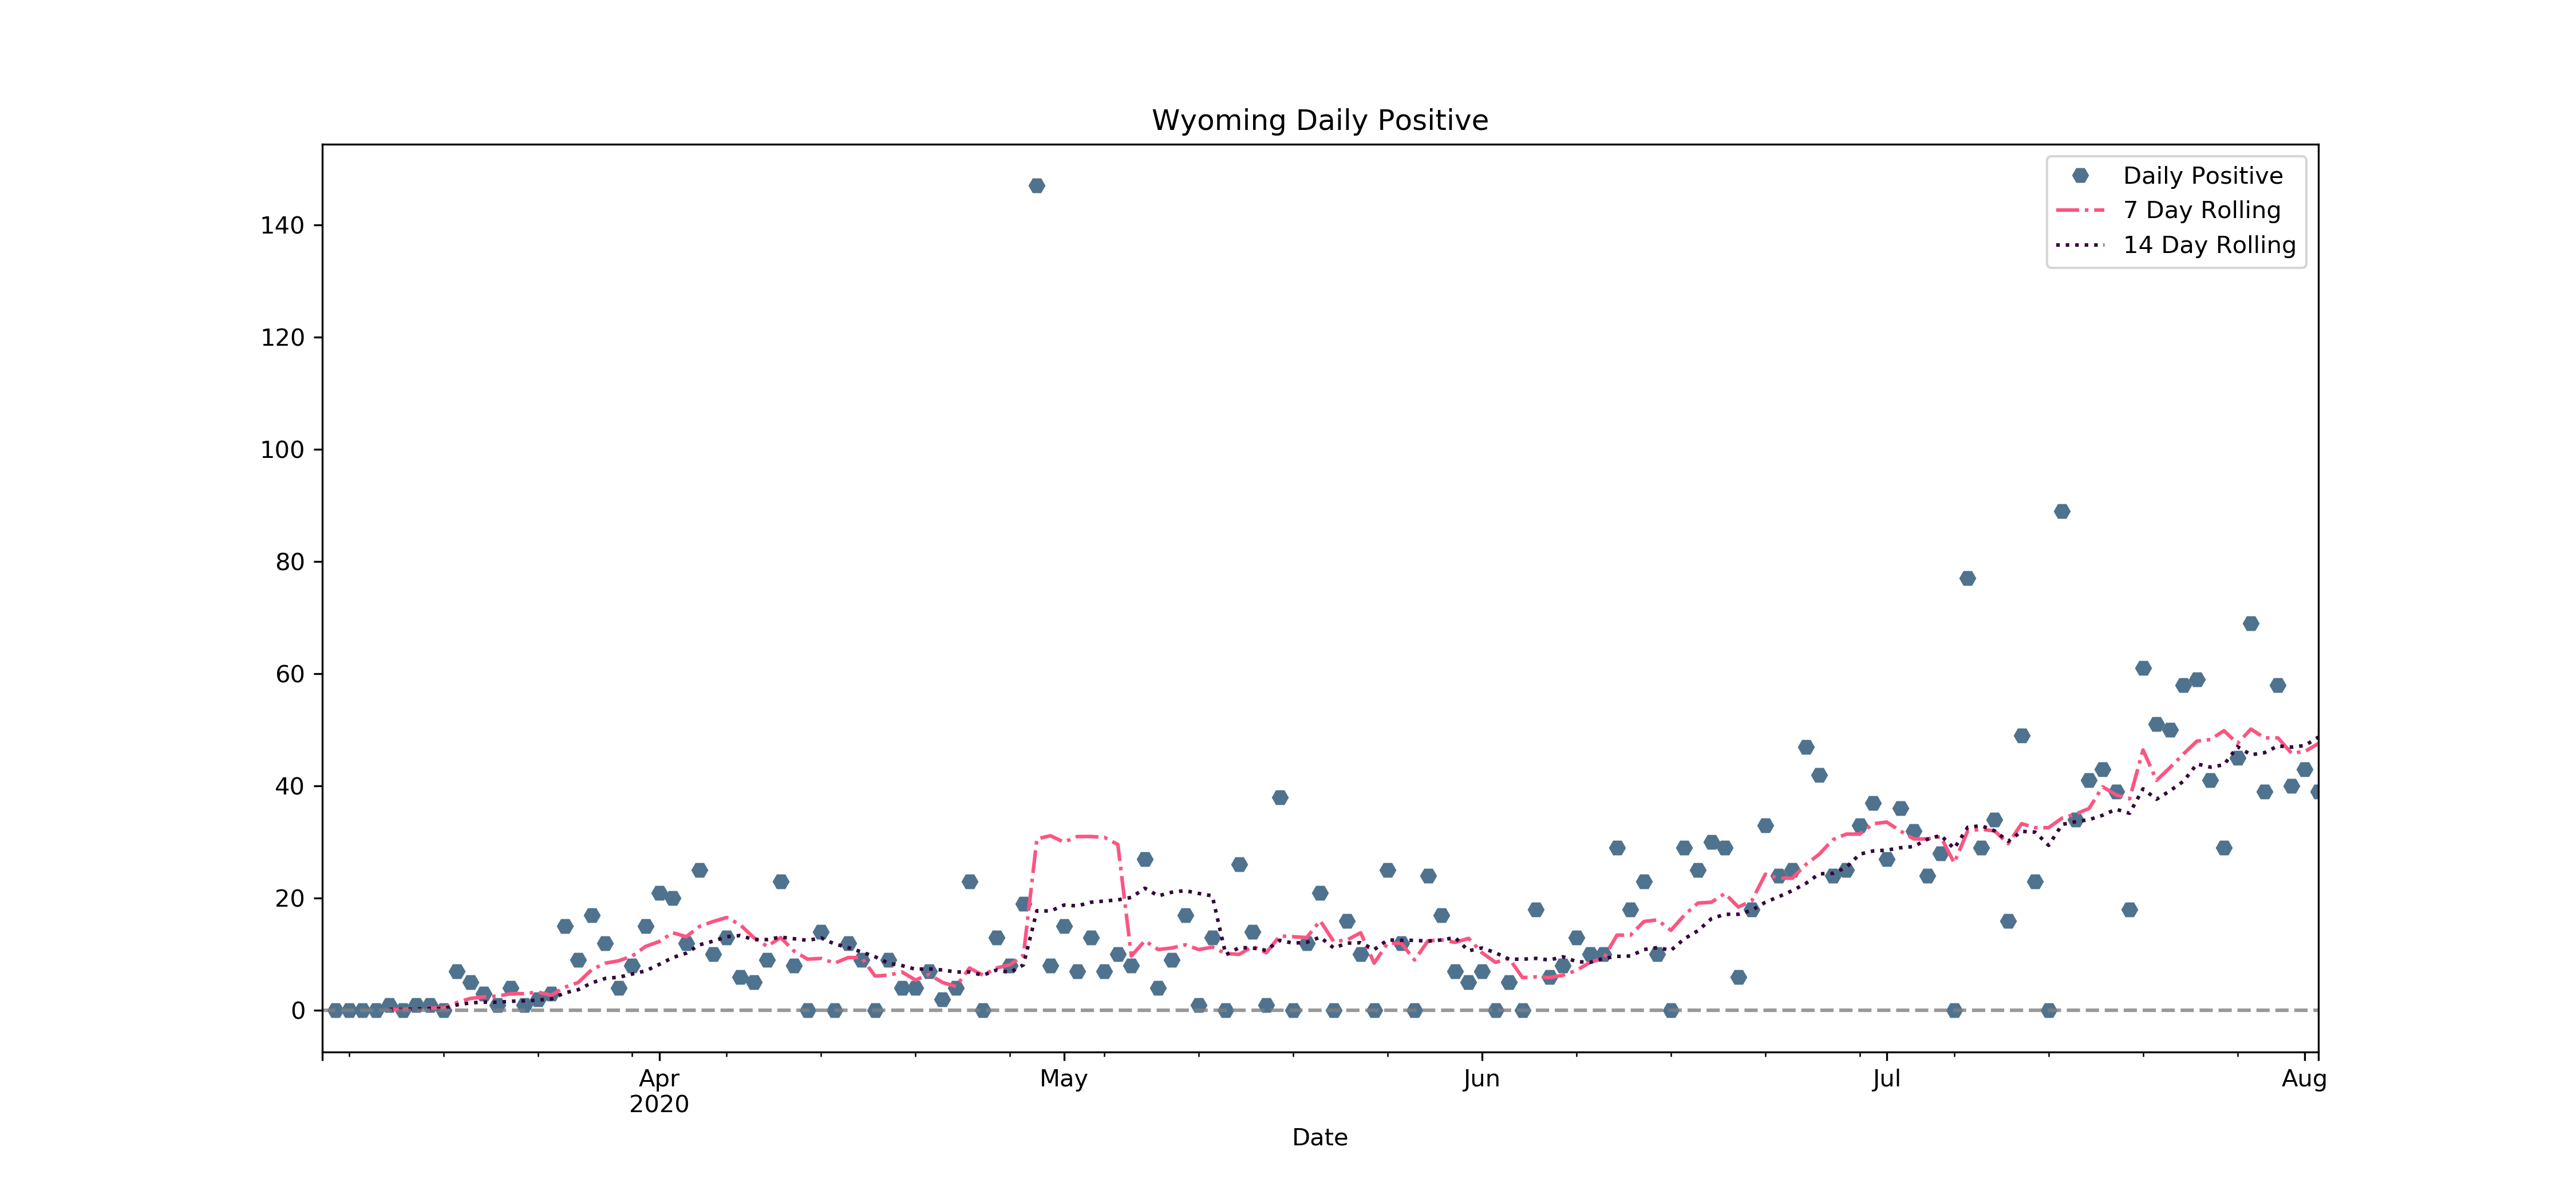 Wyoming Daily Positive
Daily Positive
7 Day Rolling
14 Day Rolling
140
120
100
80
60
40
20
0
Apr
2020
May
Jun
Jul
Aug
Date